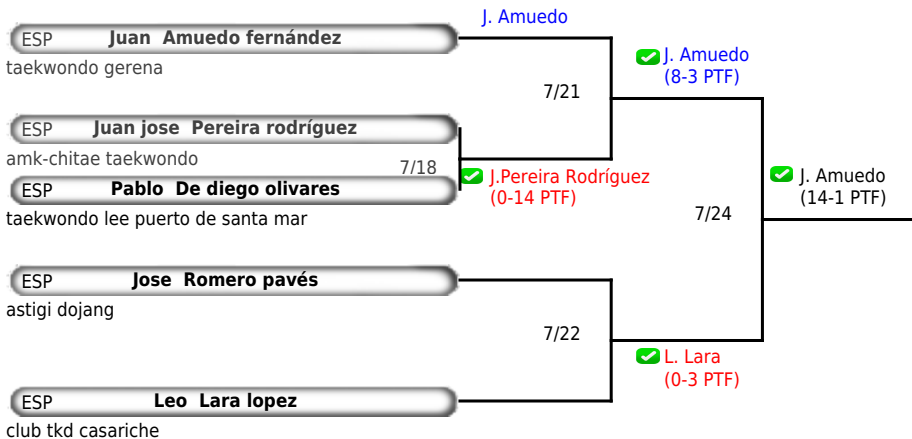 J. Amuedo
ESP Juan Amuedo fernández
taekwondo gerena
J. Amuedo
(8-3 PTF)
7/21
ESP Juan jose Pereira rodríguez
amk-chitae taekwondo
7/18
J.Pereira Rodríguez
(0-14 PTF)
ESP Pablo De diego olivares
taekwondo lee puerto de santa mar
J. Amuedo
(14-1 PTF)
7/24
ESP Jose Romero pavés
astigi dojang
7/22
L. Lara
(0-3 PTF)
ESP Leo Lara lopez
club tkd casariche